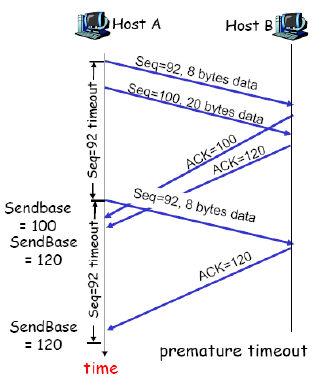 Host A
Host B
Seq=92, 8 bytes data
Seq=100, 20 bytes data
Seq=92 timeout
ACK=100
ACK=120
Seq=92, 8 bytes data
Sendbase
= 100
SendBase
= 120
Seq=92 timeout
ACK=120
SendBase
= 120
premature timeout
time